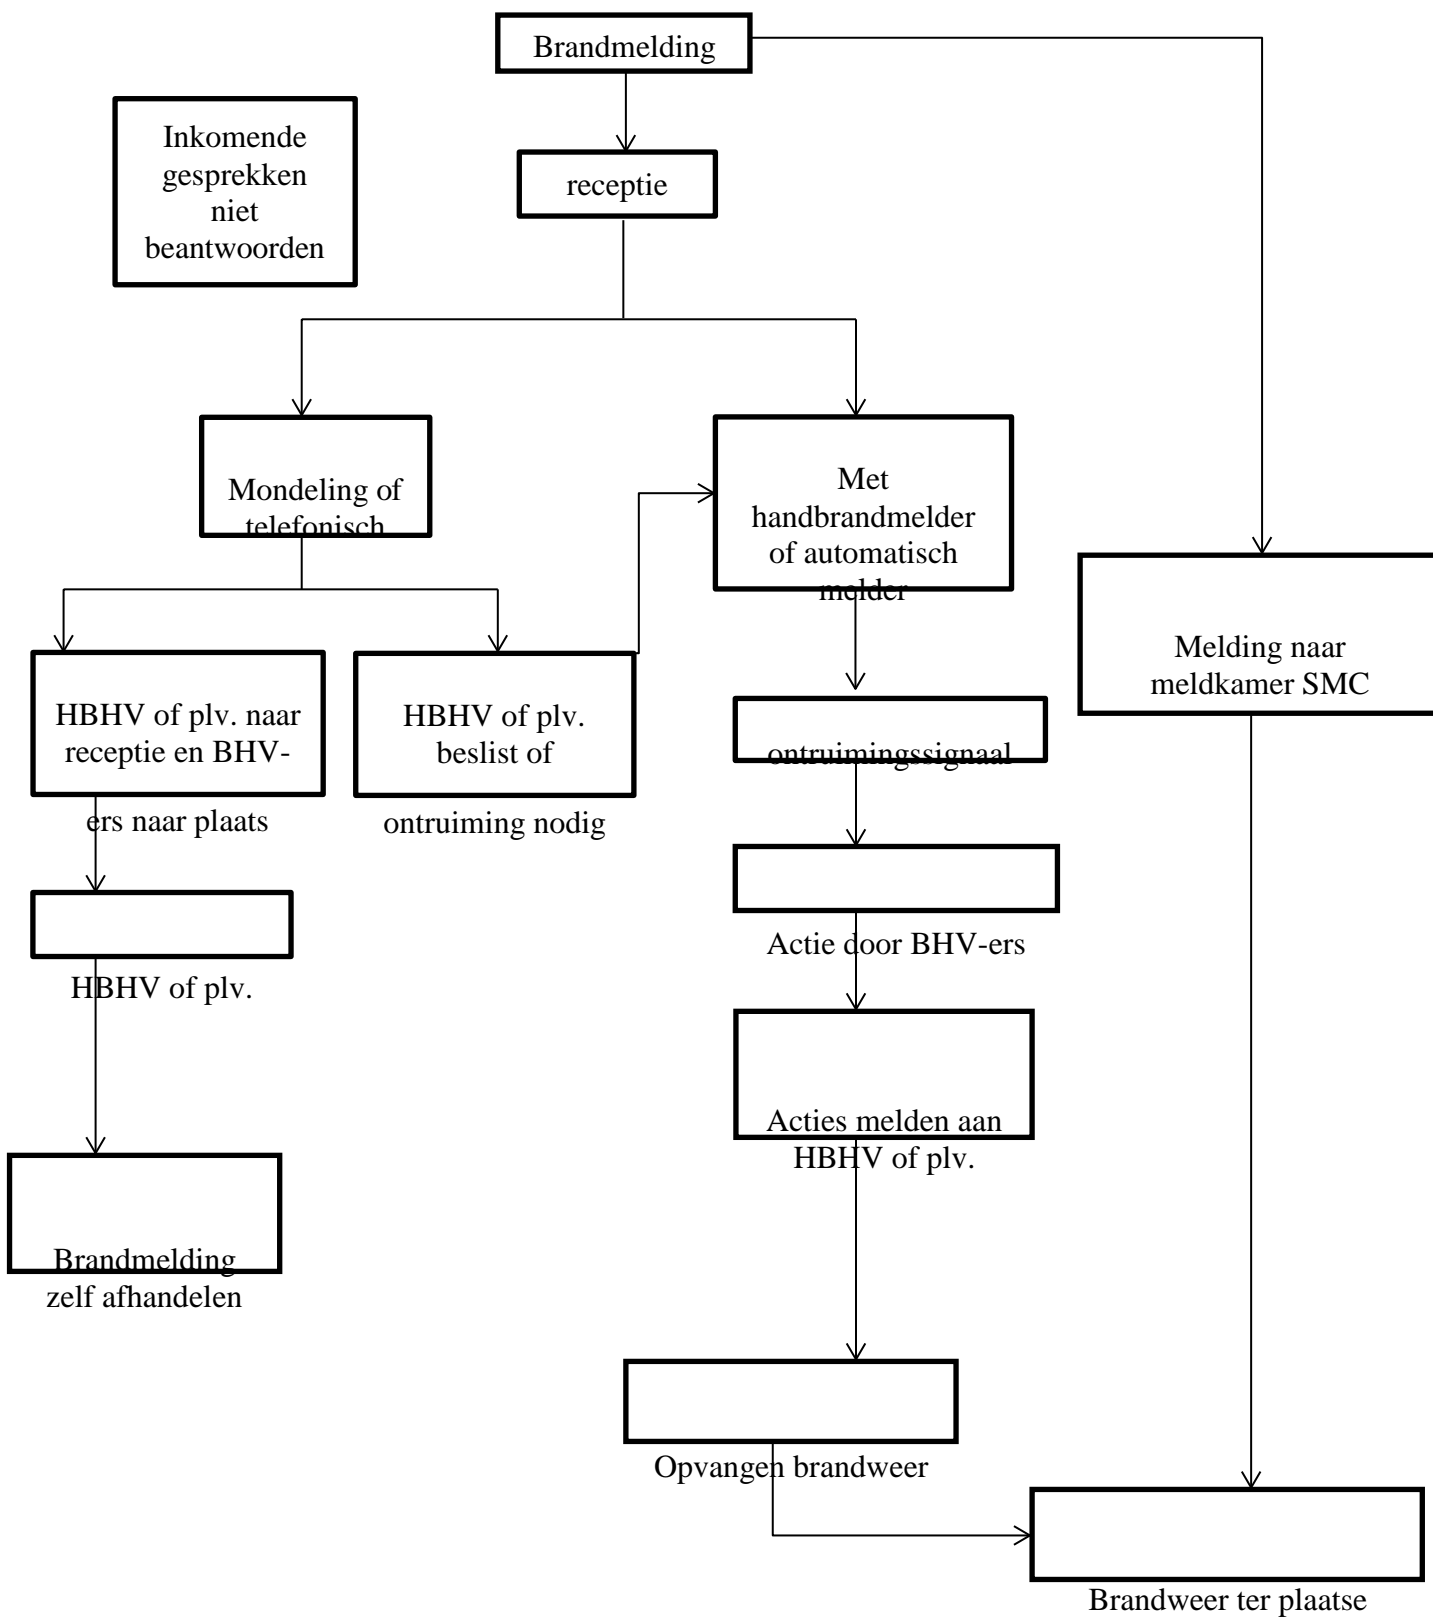 Brandmelding
Inkomende
gesprekken
niet
beantwoorden
receptie
Mondeling of
telefonisch
Met
handbrandmelder
of automatisch
melder
Melding naar
meldkamer SMC
HBHV of plv. naar
receptie en BHV-
ers naar plaats
HBHV of plv.
beslist of
ontruiming nodig
ontruimingssignaal
Actie door BHV-ers
HBHV of plv.
Acties melden aan
HBHV of plv.
Brandmelding
zelf afhandelen
Opvangen brandweer
Brandweer ter plaatse